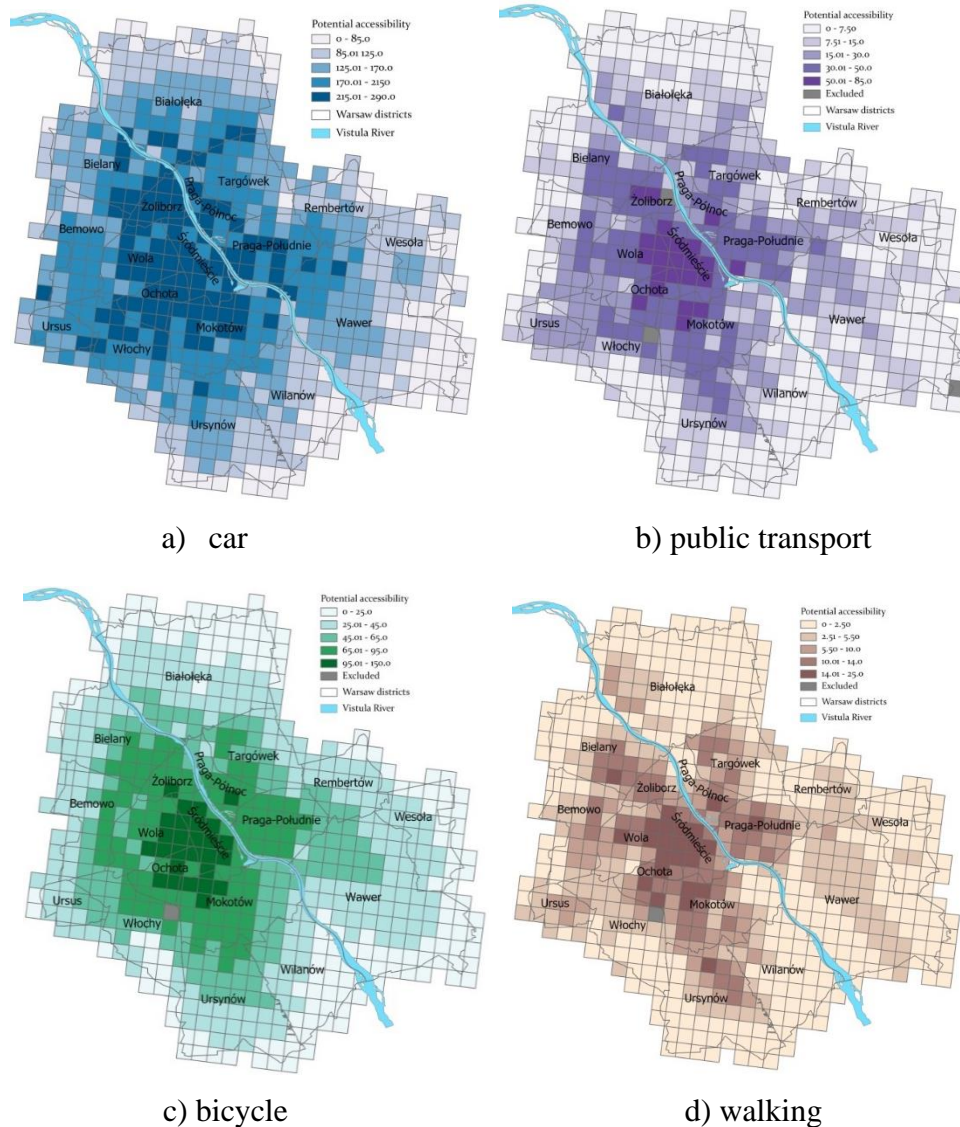 Potential accessibility
0 - 85.0
85.01 125.0
125.01 - 170.0
170.01 - 2150
215.01 - 290.0
Warsaw districts
Vistula River
Białołęka
Bielany
Targówek
Praga-Północ
Żoliborz
Rembertów
Bemowo
Śródmieście
Praga-Południe
Wesoła
Wola
Ochota
Ursus
Mokotów
Wawer
Włochy
Wilanów
Ursynów
a) car
Potential accessibility
0 - 7.50
7.51 - 15.0
15.01 - 30.0
30.01 - 50.0
50.01 - 85.0
Excluded
Warsaw districts
Vistula River
Białołęka
Bielany
Targówek
Praga-Północ
Żoliborz
Rembertów
Bemowo
Śródmieście
Praga-Południe
Wesoła
Wola
Ochota
Ursus
Mokotów
Wawer
Włochy
Wilanów
Ursynów
b) public transport
Potential accessibility
0 - 25.0
25.01 - 45.0
45.01 - 65.0
65.01 - 95.0
95.01 - 150.0
Excluded
Warsaw districts
Vistula River
Białołęka
Bielany
Targówek
Praga-Północ
Żoliborz
Rembertów
Bemowo
Śródmieście
Praga-Południe
Wesoła
Wola
Ochota
Ursus
Mokotów
Wawer
Włochy
Wilanów
Ursynów
c) bicycle
Potential accessibility
0 - 2.50
2.51 - 5.50
5.50 - 10.0
10.01 - 14.0
14.01 - 25.0
Excluded
Warsaw districts
Vistula River
Białołęka
Bielany
Targówek
Praga-Północ
Żoliborz
Rembertów
Bemowo
Śródmieście
Praga-Południe
Wesoła
Wola
Ochota
Ursus
Mokotów
Wawer
Włochy
Wilanów
Ursynów
d) walking